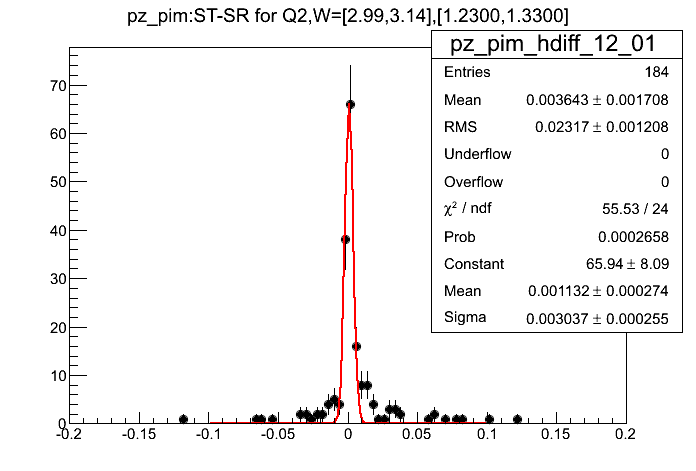 pz_pim:ST-SR for Q2,W=[2.99,3.14],[1.2300,1.3300]
pz_pim_hdiff_12_01
Entries 184
Mean 0.003643 ± 0.001708
RMS 0.02317 ± 0.001208
Underflow 0
Overflow 0
χ² / ndf 55.53 / 24
Prob 0.0002658
Constant 65.94 ± 8.09
Mean 0.001132 ± 0.000274
Sigma 0.003037 ± 0.000255
70
60
50
40
30
20
10
0
-0.2 -0.15 -0.1 -0.05 0 0.05 0.1 0.15 0.2